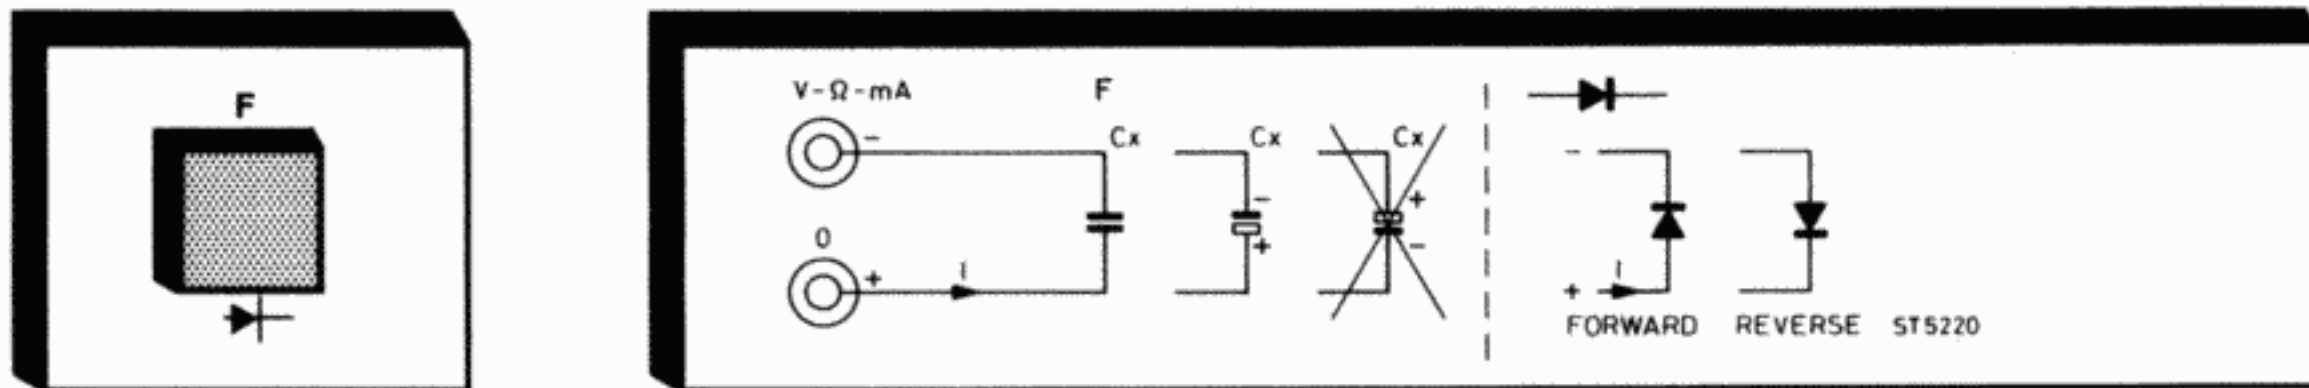 F
V-Ω-mA F
- Cx Cx Cx
- + -
0 + -
+ I + I
FORWARD REVERSE ST5220